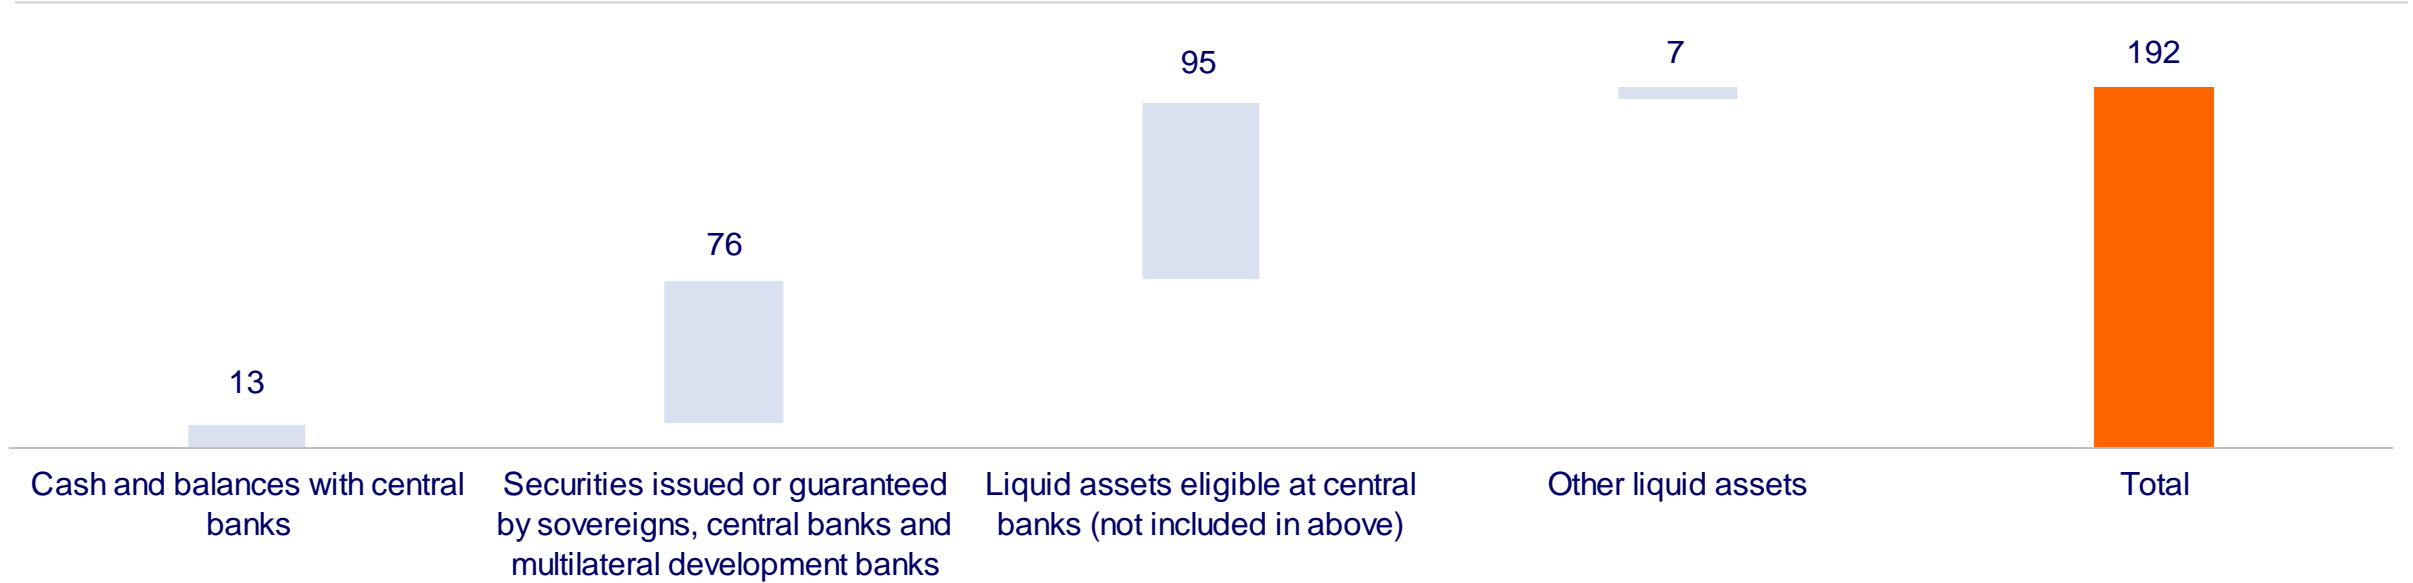 7
192
95
76
13
Cash and balances with central
banks
Securities issued or guaranteed
by sovereigns, central banks and
multilateral development banks
Liquid assets eligible at central
banks (not included in above)
Other liquid assets
Total